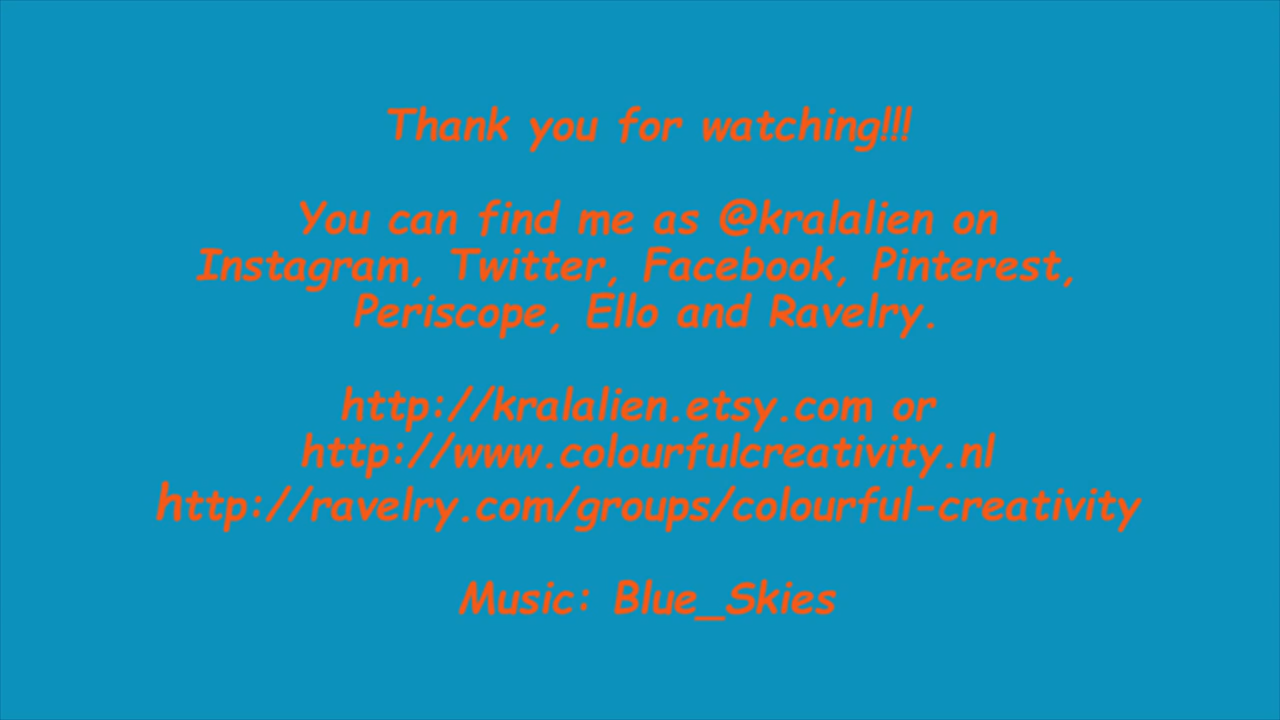 Thank you for watching!!!
You can find me as @kralalien on
Instagram, Twitter, Facebook, Pinterest,
Periscope, Ello and Ravelry.
http://kralalien.etsy.com or
http://www.colourfulcreativity.nl
http://ravelry.com/groups/colourful-creativity
Music: Blue_Skies